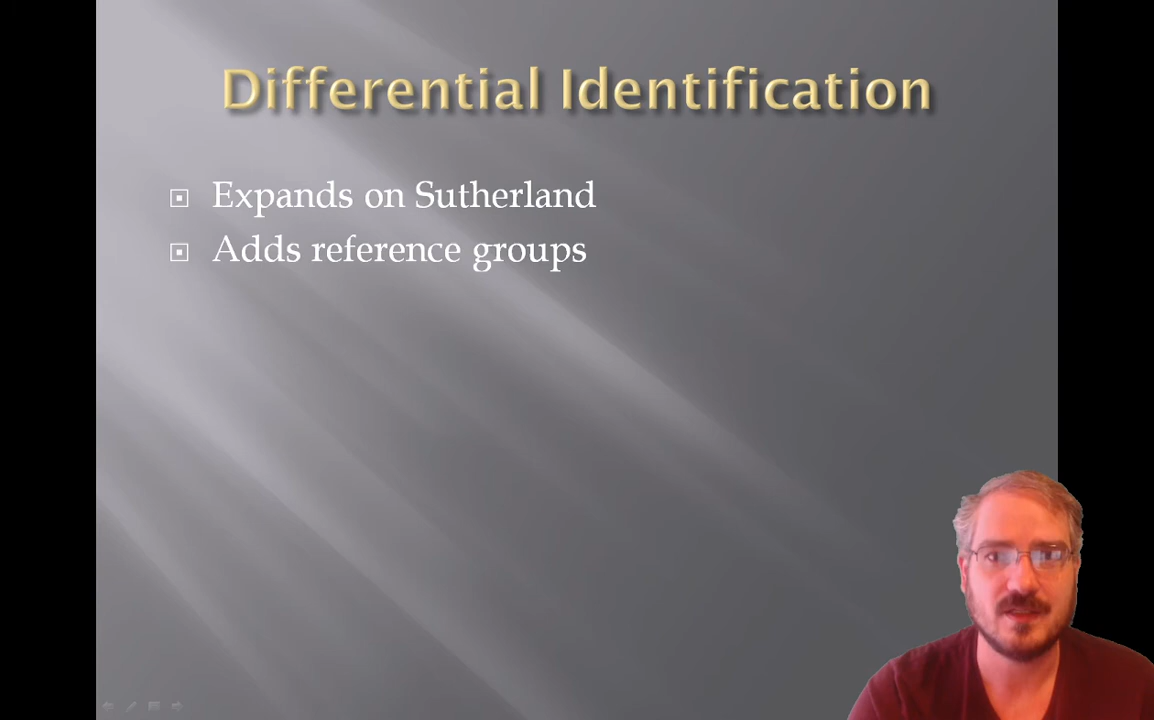 Differential Identification
Expands on Sutherland
Adds reference groups